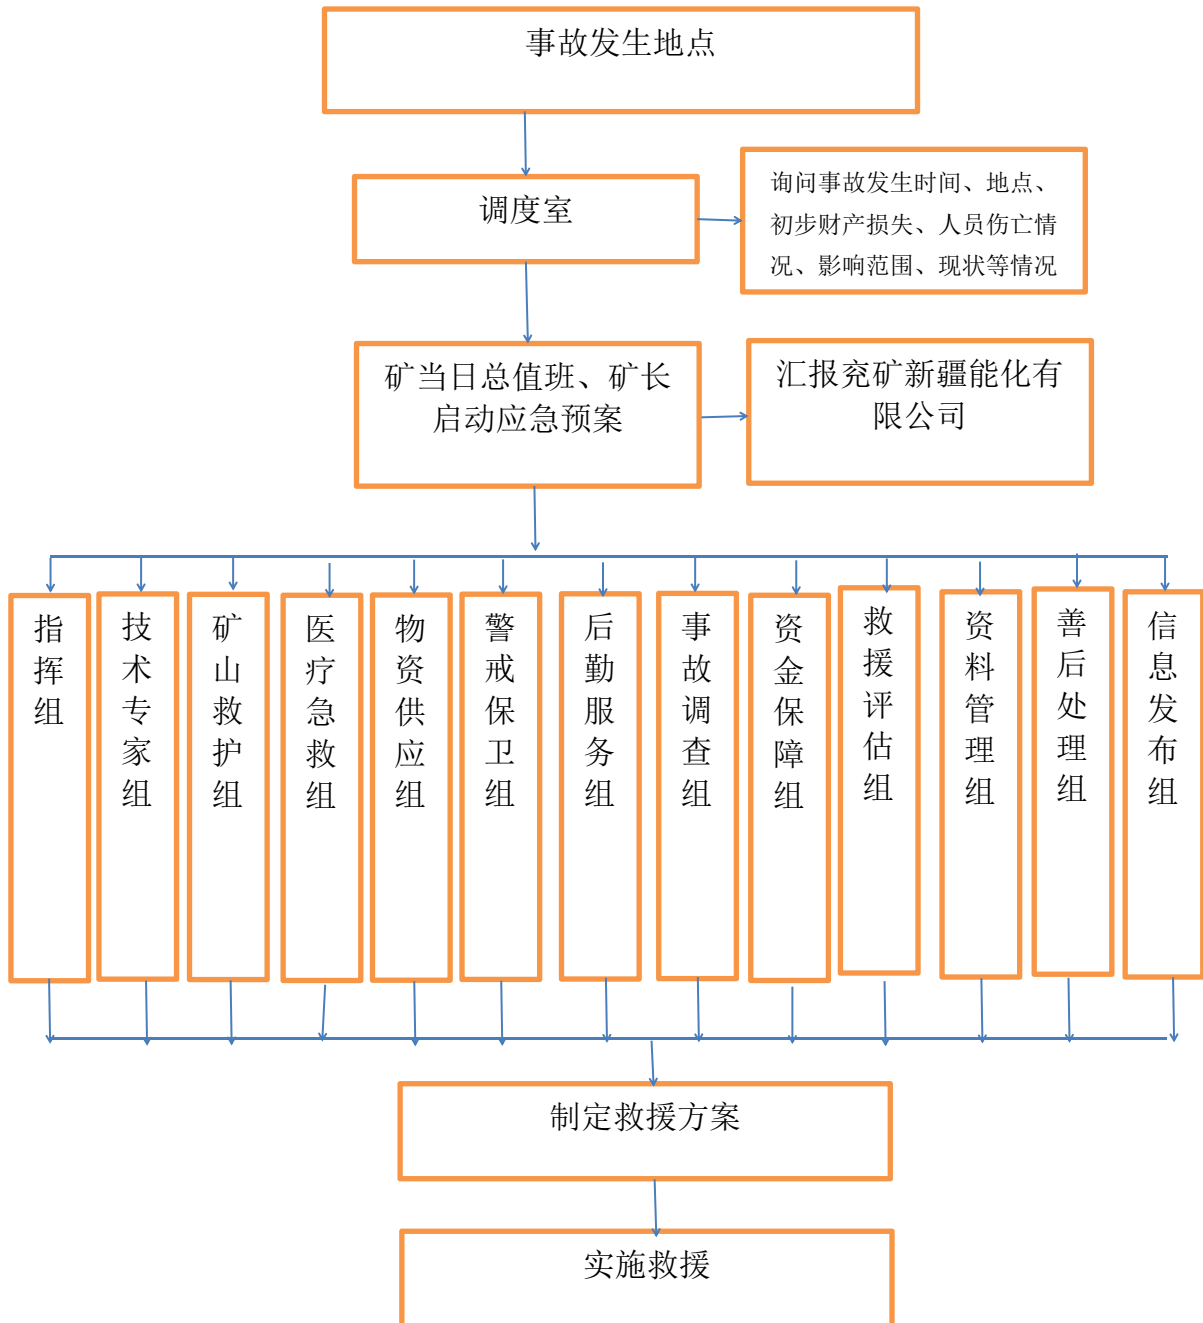 事故发生地点
调度室
询问事故发生时间、地点、
初步财产损失、人员伤亡情
况、影响范围、现状等情况
矿当日总值班、矿长
启动应急预案
汇报兖矿新疆能化有
限公司
指挥组
技术专家组
矿山救护组
医疗急救组
物资供应组
警戒保卫组
后勤服务组
事故调查组
资金保障组
救援评估组
资料管理组
善后处理组
信息发布组
制定救援方案
实施救援